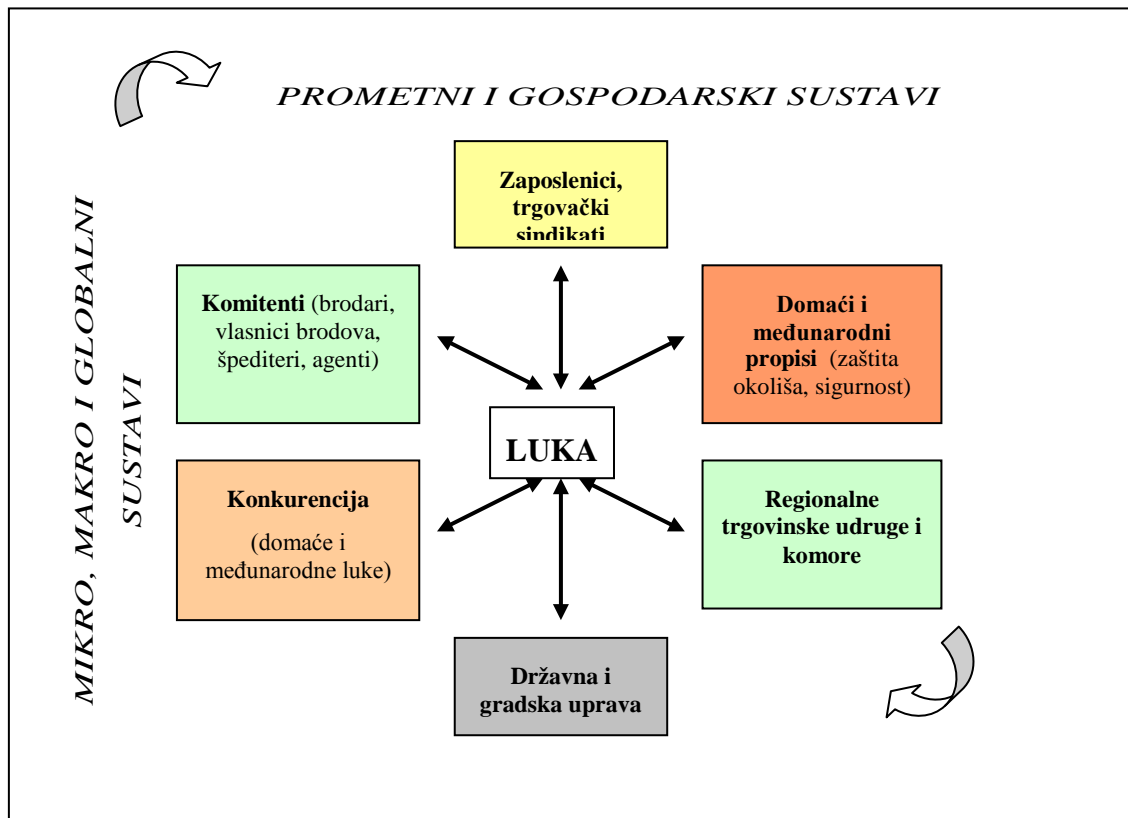 PROMETNI I GOSPODARSKI SUSTAVI
MIKRO, MAKRO I GLOBALNI
SUSTAVI
Zaposlenici,
trgovački
sindikati
Komitenti (brodari,
vlasnici brodova,
špediteri, agenti)
Domaći i
međunarodni
propisi (zaštita
okoliša, sigurnost)
LUKA
Konkurencija
(domaće i
međunarodne luke)
Regionalne
trgovinske udruge i
komore
Državna i
gradska uprava